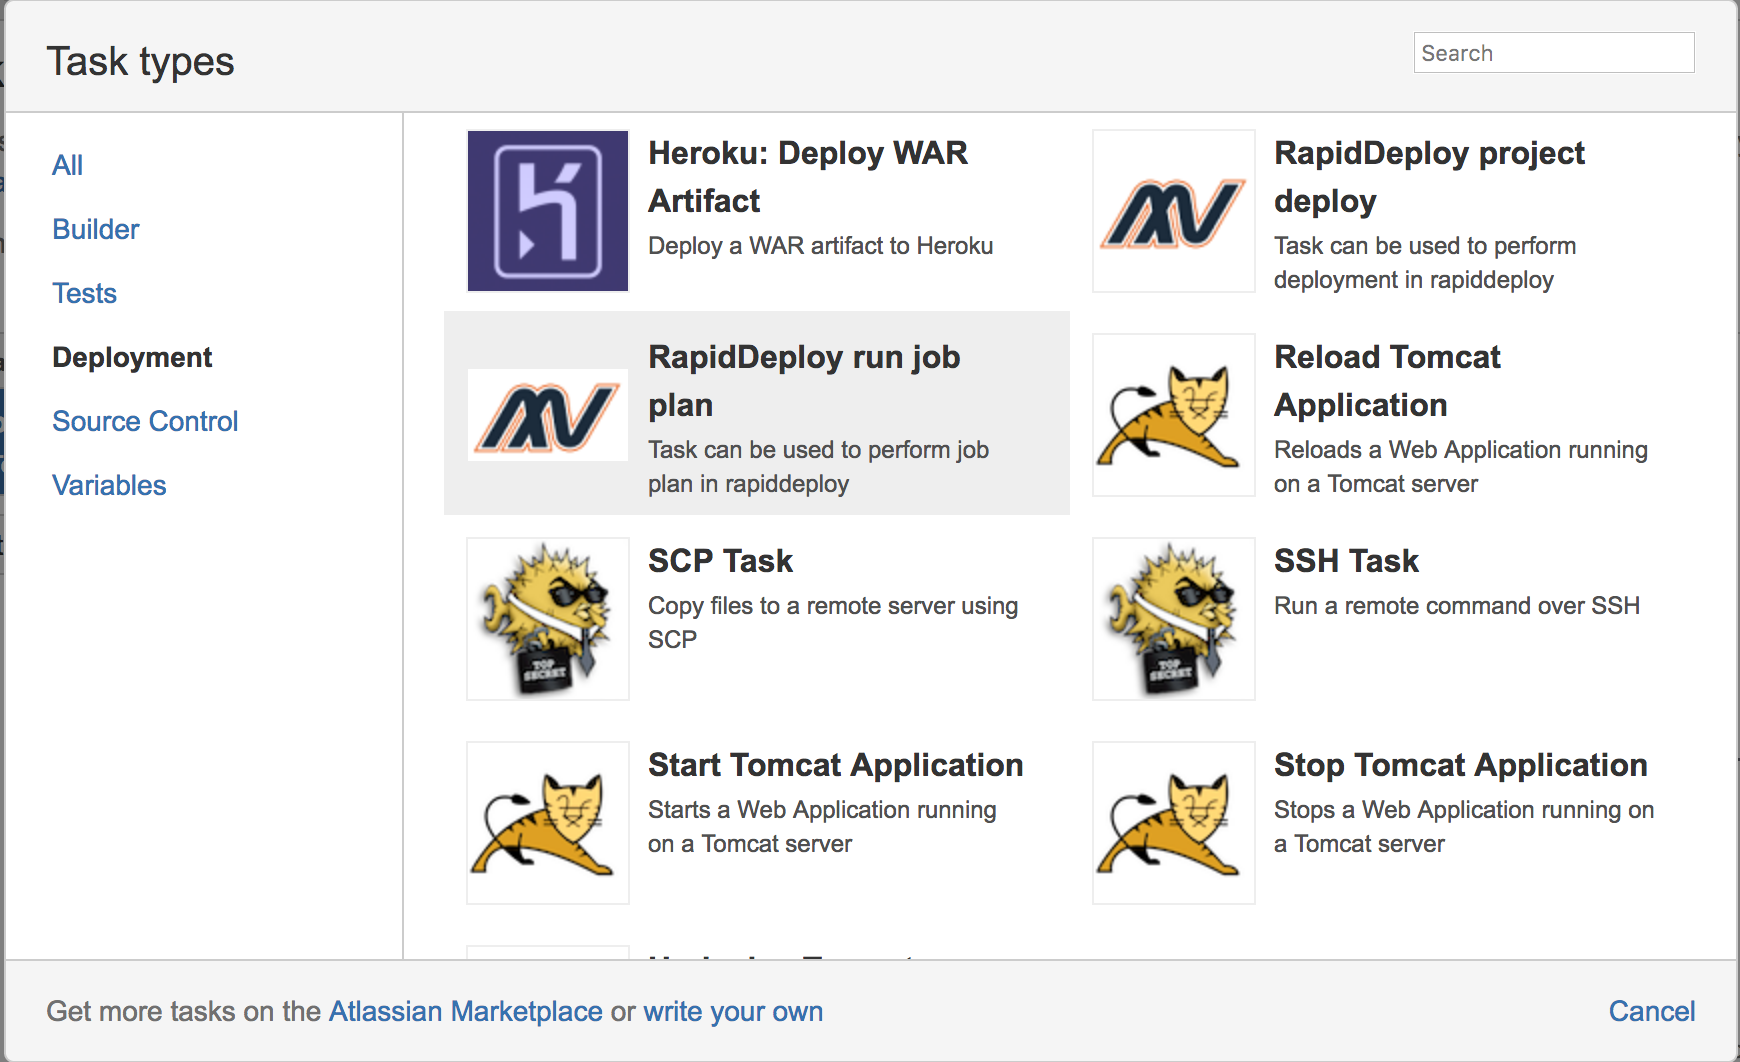 Task types
Search
All
Builder
Tests
Deployment
Source Control
Variables
Heroku: Deploy WAR
Artifact
Deploy a WAR artifact to Heroku
RapidDeploy project
deploy
Task can be used to perform
deployment in rapiddeploy
RapidDeploy run job
plan
Task can be used to perform job
plan in rapiddeploy
Reload Tomcat
Application
Reloads a Web Application running
on a Tomcat server
TOP
SECRET
SCP Task
Copy files to a remote server using
SCP
TOP
SECRET
SSH Task
Run a remote command over SSH
Start Tomcat Application
Starts a Web Application running
on a Tomcat server
Stop Tomcat Application
Stops a Web Application running on
a Tomcat server
Get more tasks on the Atlassian Marketplace or write your own
Cancel